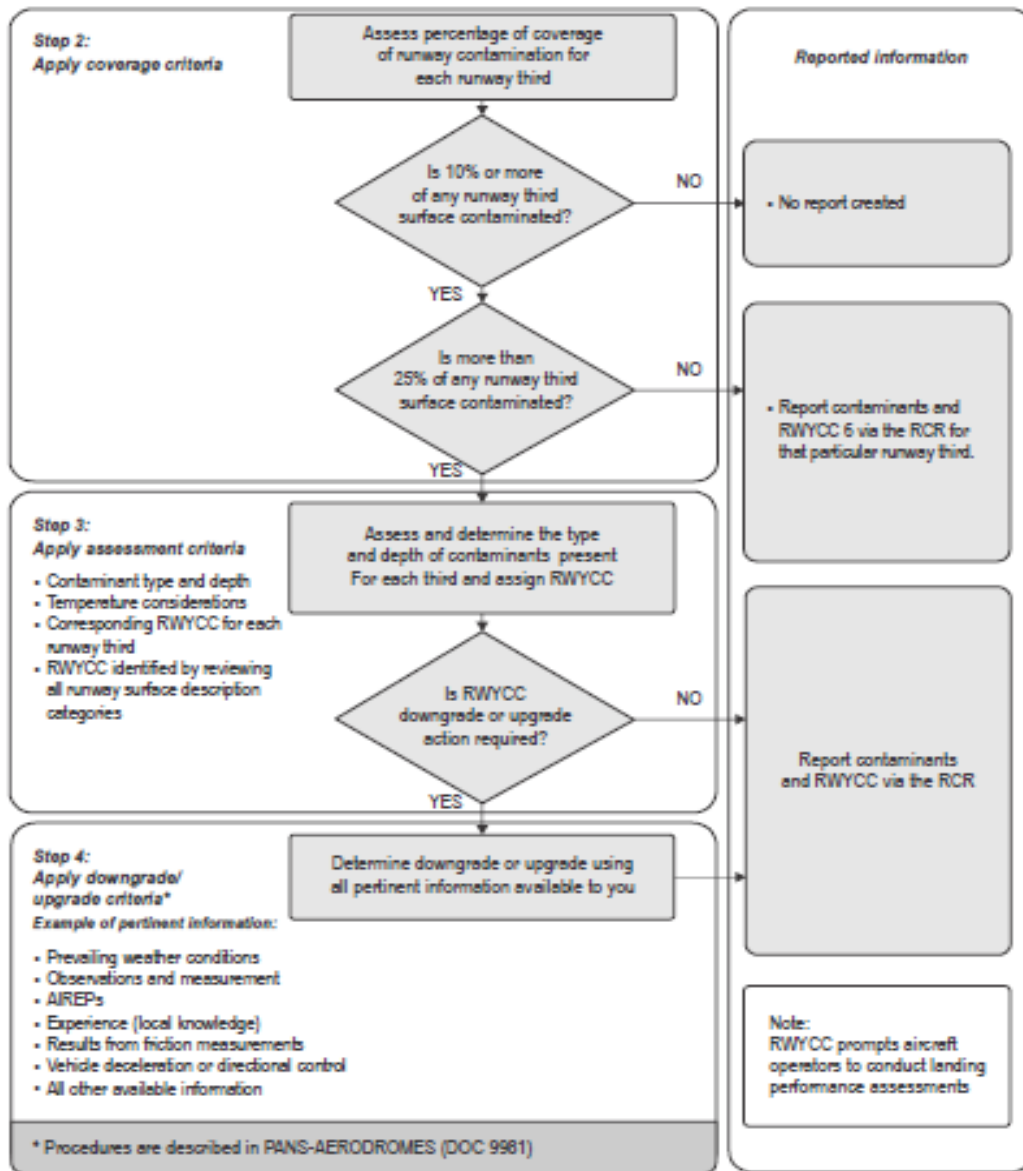 Step 2:
Apply coverage criteria
Assess percentage of coverage
of runway contamination for
each runway third
Reported information
Is 10% or more
of any runway third
surface contaminated?
NO
• No report created
YES
Is more than
25% of any runway third
surface contaminated?
NO
• Report contaminants and
RWYCC 6 via the RCR for
that particular runway third.
YES
Step 3:
Apply assessment criteria
• Contaminant type and depth
• Temperature considerations
• Corresponding RWYCC for each
runway third
• RWYCC identified by reviewing
all runway surface description
categories
Assess and determine the type
and depth of contaminants present
For each third and assign RWYCC
Is RWYCC
downgrade or upgrade
action required?
NO
Report contaminants
and RWYCC via the RCR
YES
Step 4:
Apply downgrade/
upgrade criteria*
Example of pertinent information:
• Prevailing weather conditions
• Observations and measurement
• AIREPs
• Experience (local knowledge)
• Results from friction measurements
• Vehicle deceleration or directional control
• All other available information
Determine downgrade or upgrade using
all pertinent information available to you
Note:
RWYCC prompts aircraft
operators to conduct landing
performance assessments
* Procedures are described in PANS-AERODROMES (DOC 9981)